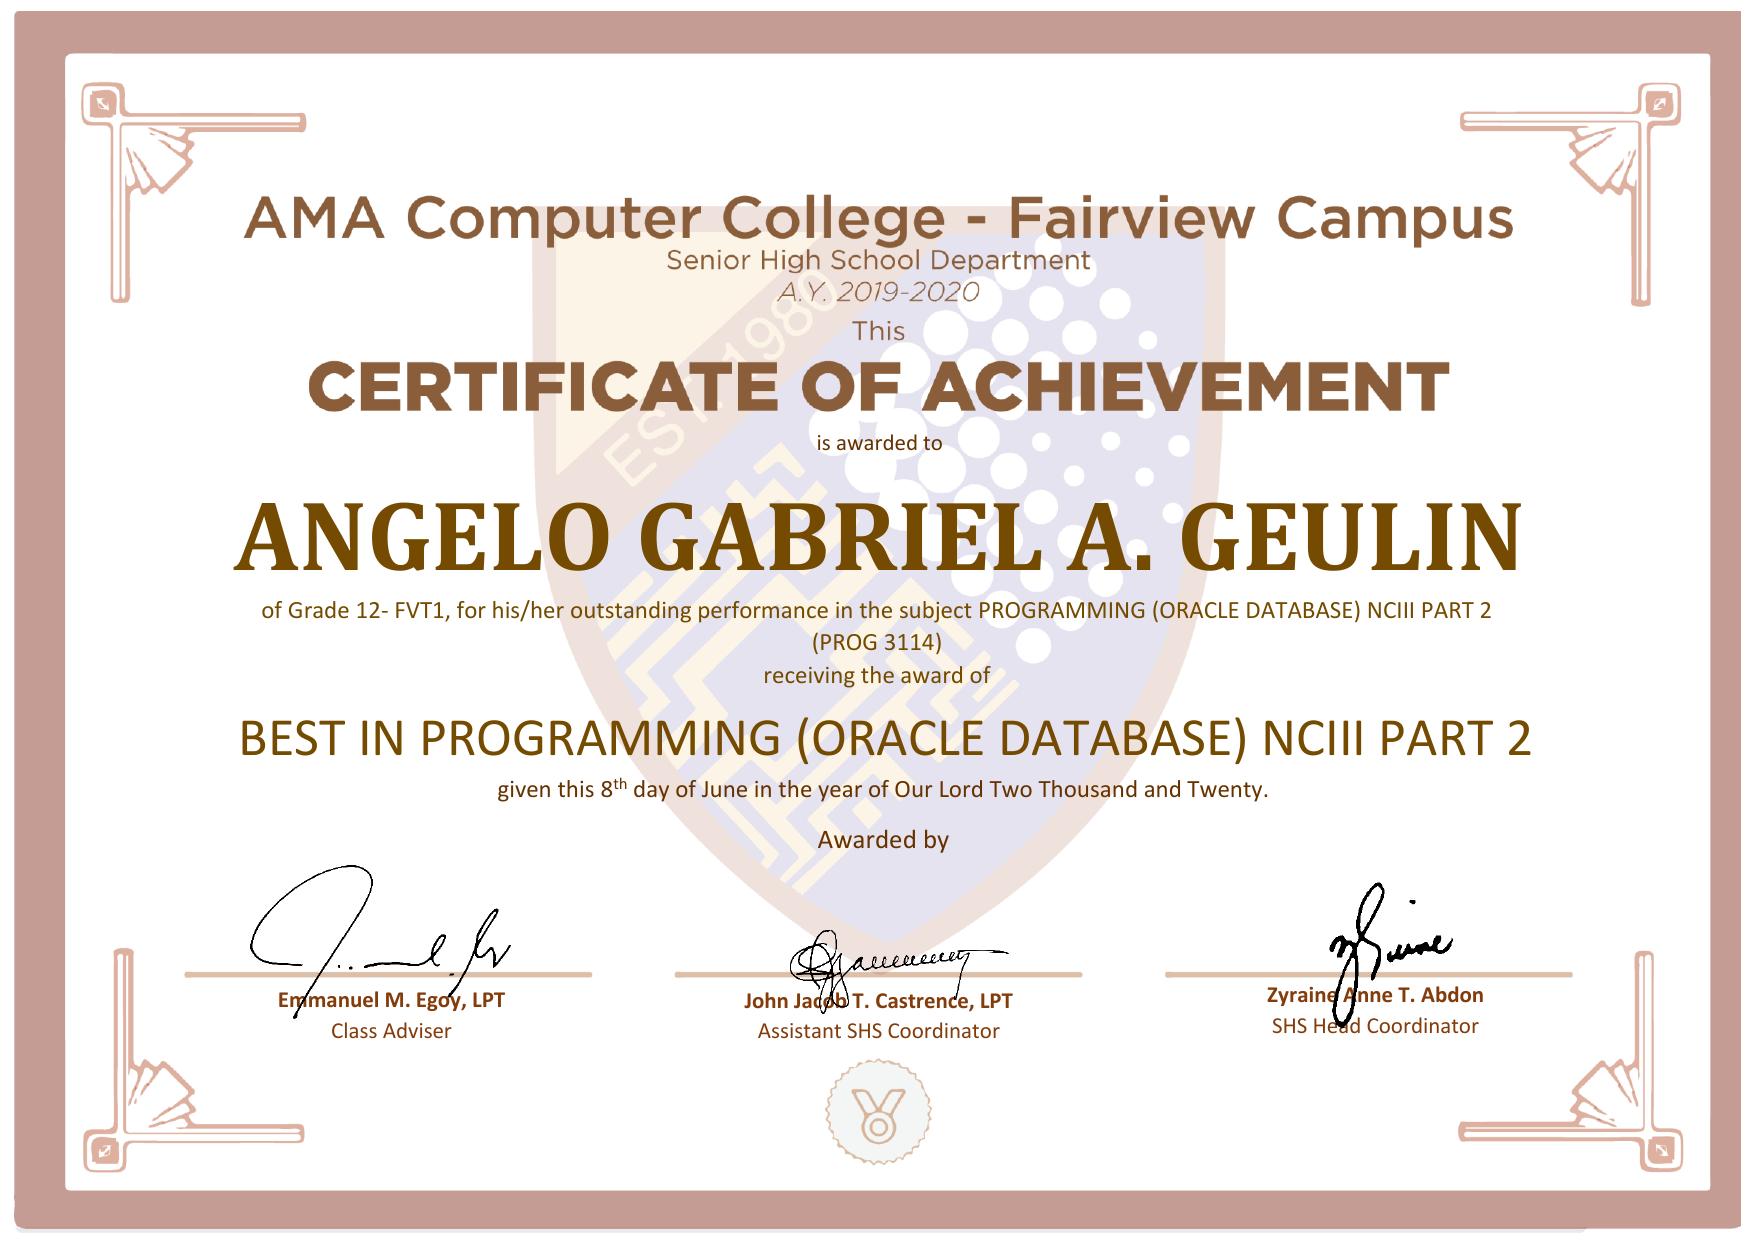 AMA Computer College - Fairview Campus
Senior High School Department
A.Y. 2019-2020
This
CERTIFICATE OF ACHIEVEMENT
is awarded to
ANGELO GABRIEL A. GEULIN
of Grade 12- FVT1, for his/her outstanding performance in the subject PROGRAMMING (ORACLE DATABASE) NCIII PART 2
(PROG 3114)
receiving the award of
BEST IN PROGRAMMING (ORACLE DATABASE) NCIII PART 2
given this 8th day of June in the year of Our Lord Two Thousand and Twenty.
Awarded by
Emmanuel M. Egoy, LPT
Class Adviser
John Jacob T. Castrence, LPT
Assistant SHS Coordinator
Zyraine Anne T. Abdon
SHS Head Coordinator
EST. 1980